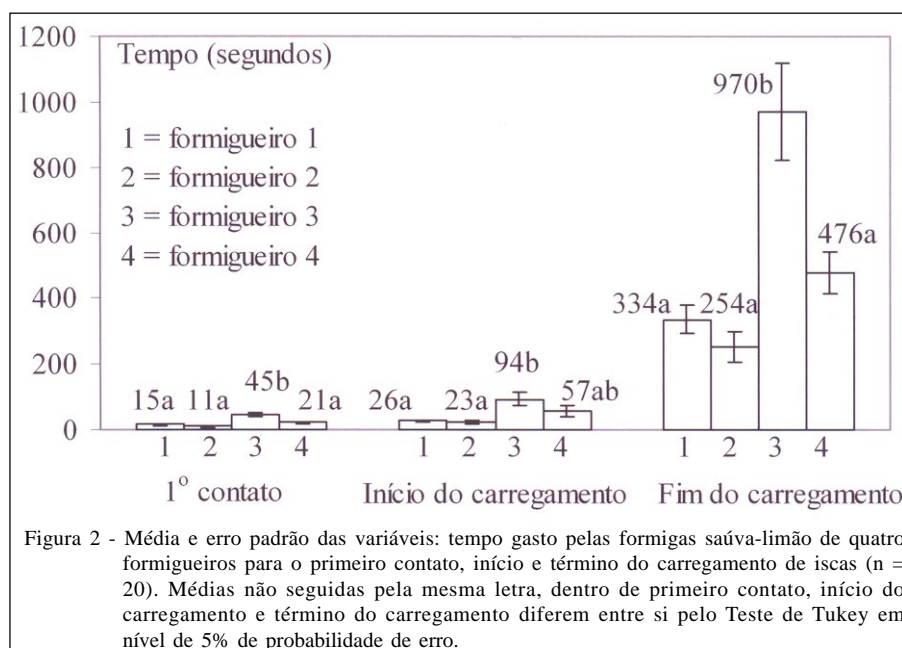 1200
Tempo (segundos)
1000
970b
1 = formigueiro 1
800
2 = formigueiro 2
3 = formigueiro 3
600
4 = formigueiro 4
476a
400
334a 254a
200
94b
15a 11a 45b 21a 26a 23a 57ab
0
1 2 3 4 1 2 3 4 1 2 3 4
1º contato Início do carregamento Fim do carregamento
Figura 2 - Média e erro padrão das variáveis: tempo gasto pelas formigas saúva-limão de quatro
formigueiros para o primeiro contato, início e término do carregamento de iscas (n =
20). Médias não seguidas pela mesma letra, dentro de primeiro contato, início do
carregamento e término do carregamento diferem entre si pelo Teste de Tukey em
nível de 5% de probabilidade de erro.